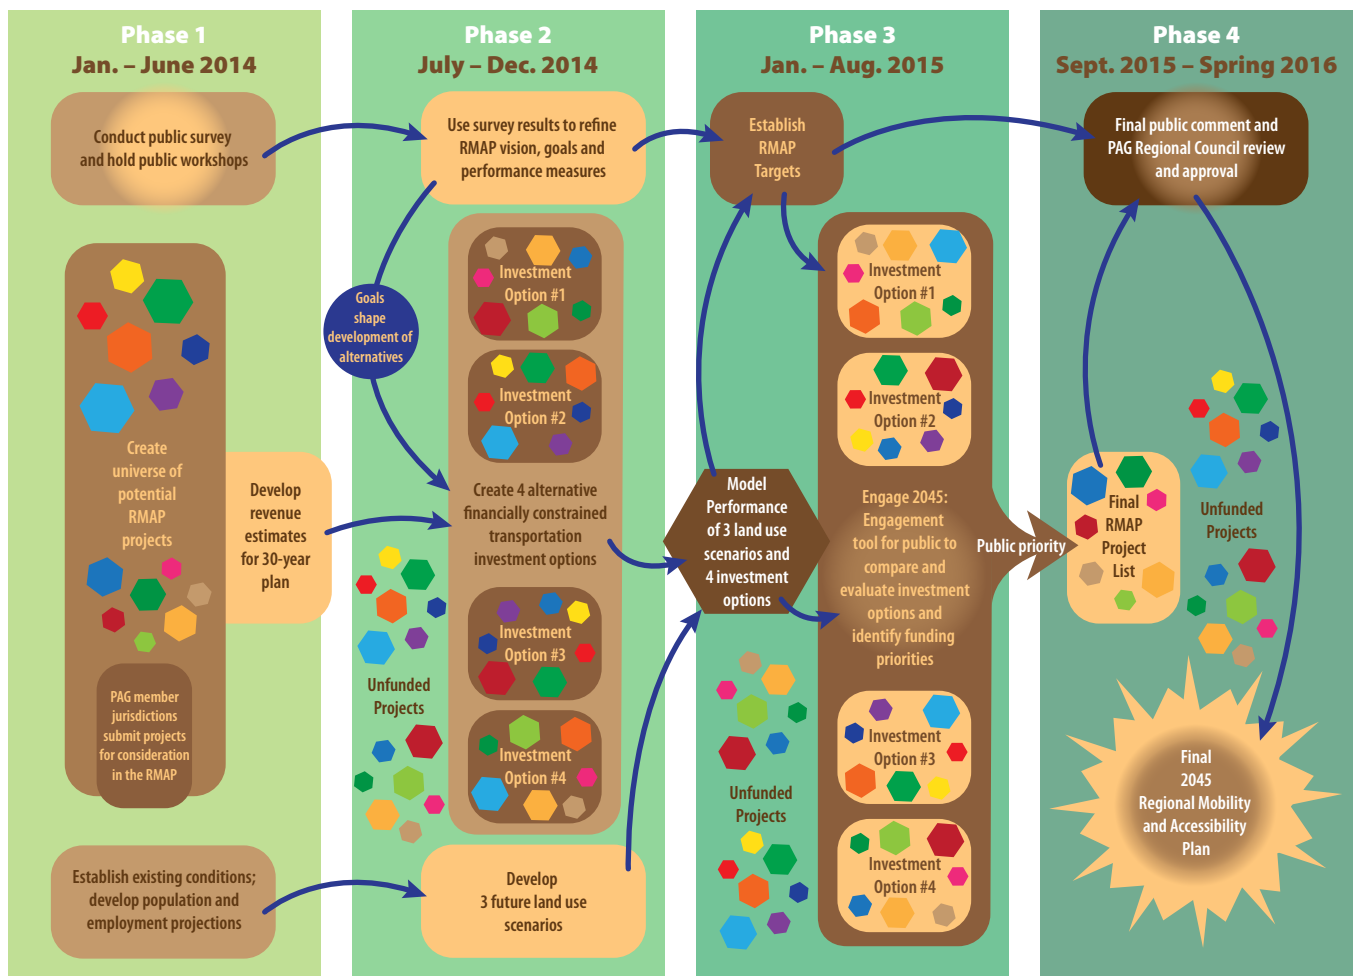 Phase 1
Jan. – June 2014
Conduct public survey
and hold public workshops
Create
universe of
potential
RMAP
projects
Develop
revenue
estimates
for 30-year
plan
PAG member
jurisdictions
submit projects
for consideration
in the RMAP
Establish existing conditions;
develop population and
employment projections
Phase 2
July – Dec. 2014
Use survey results to refine
RMAP vision, goals and
performance measures
Goals
shape
development of
alternatives
Investment
Option #1
Investment
Option #2
Create 4 alternative
financially constrained
transportation
investment options
Investment
Option #3
Investment
Option #4
Unfunded
Projects
Develop
3 future land use
scenarios
Phase 3
Jan. – Aug. 2015
Establish
RMAP
Targets
Model
Performance
of 3 land use
scenarios and
4 investment
options
Investment
Option #1
Investment
Option #2
Engage 2045:
Engagement
tool for public to
compare and
evaluate investment
options and
identify funding
priorities
Public priority
Investment
Option #3
Investment
Option #4
Unfunded
Projects
Phase 4
Sept. 2015 – Spring 2016
Final public comment and
PAG Regional Council review
and approval
Final
RMAP
Project
List
Unfunded
Projects
Final
2045
Regional Mobility
and Accessibility
Plan